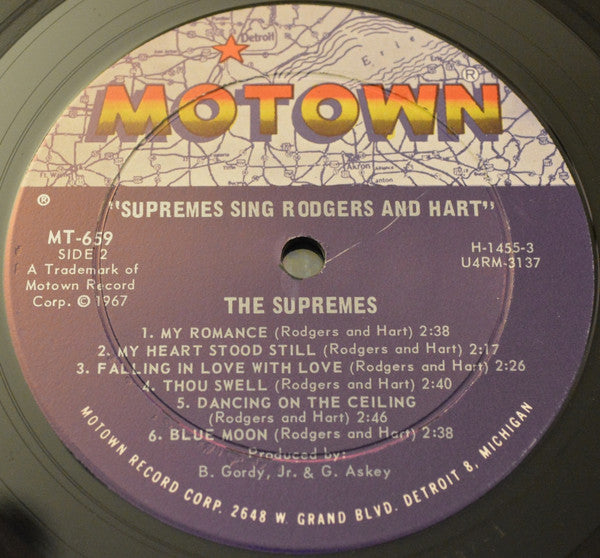 Detroit
Erie
MOTOWN®
Akron
Canton
"SUPREMES SING RODGERS AND HART"
®
MT-659
SIDE 2
A Trademark of
Motown Record
Corp. © 1967
H-1455-3
U4RM-3137
THE SUPREMES
1. MY ROMANCE (Rodgers and Hart) 2:38
2. MY HEART STOOD STILL (Rodgers and Hart) 2:17
3. FALLING IN LOVE WITH LOVE (Rodgers and Hart) 2:26
4. THOU SWELL (Rodgers and Hart) 2:40
5. DANCING ON THE CEILING
(Rodgers and Hart) 2:46
6. BLUE MOON (Rodgers and Hart) 2:38
Produced by:
B. Gordy, Jr. & G. Askey
MOTOWN RECORD CORP. 2648 W. GRAND BLVD. DETROIT 8, MICHIGAN